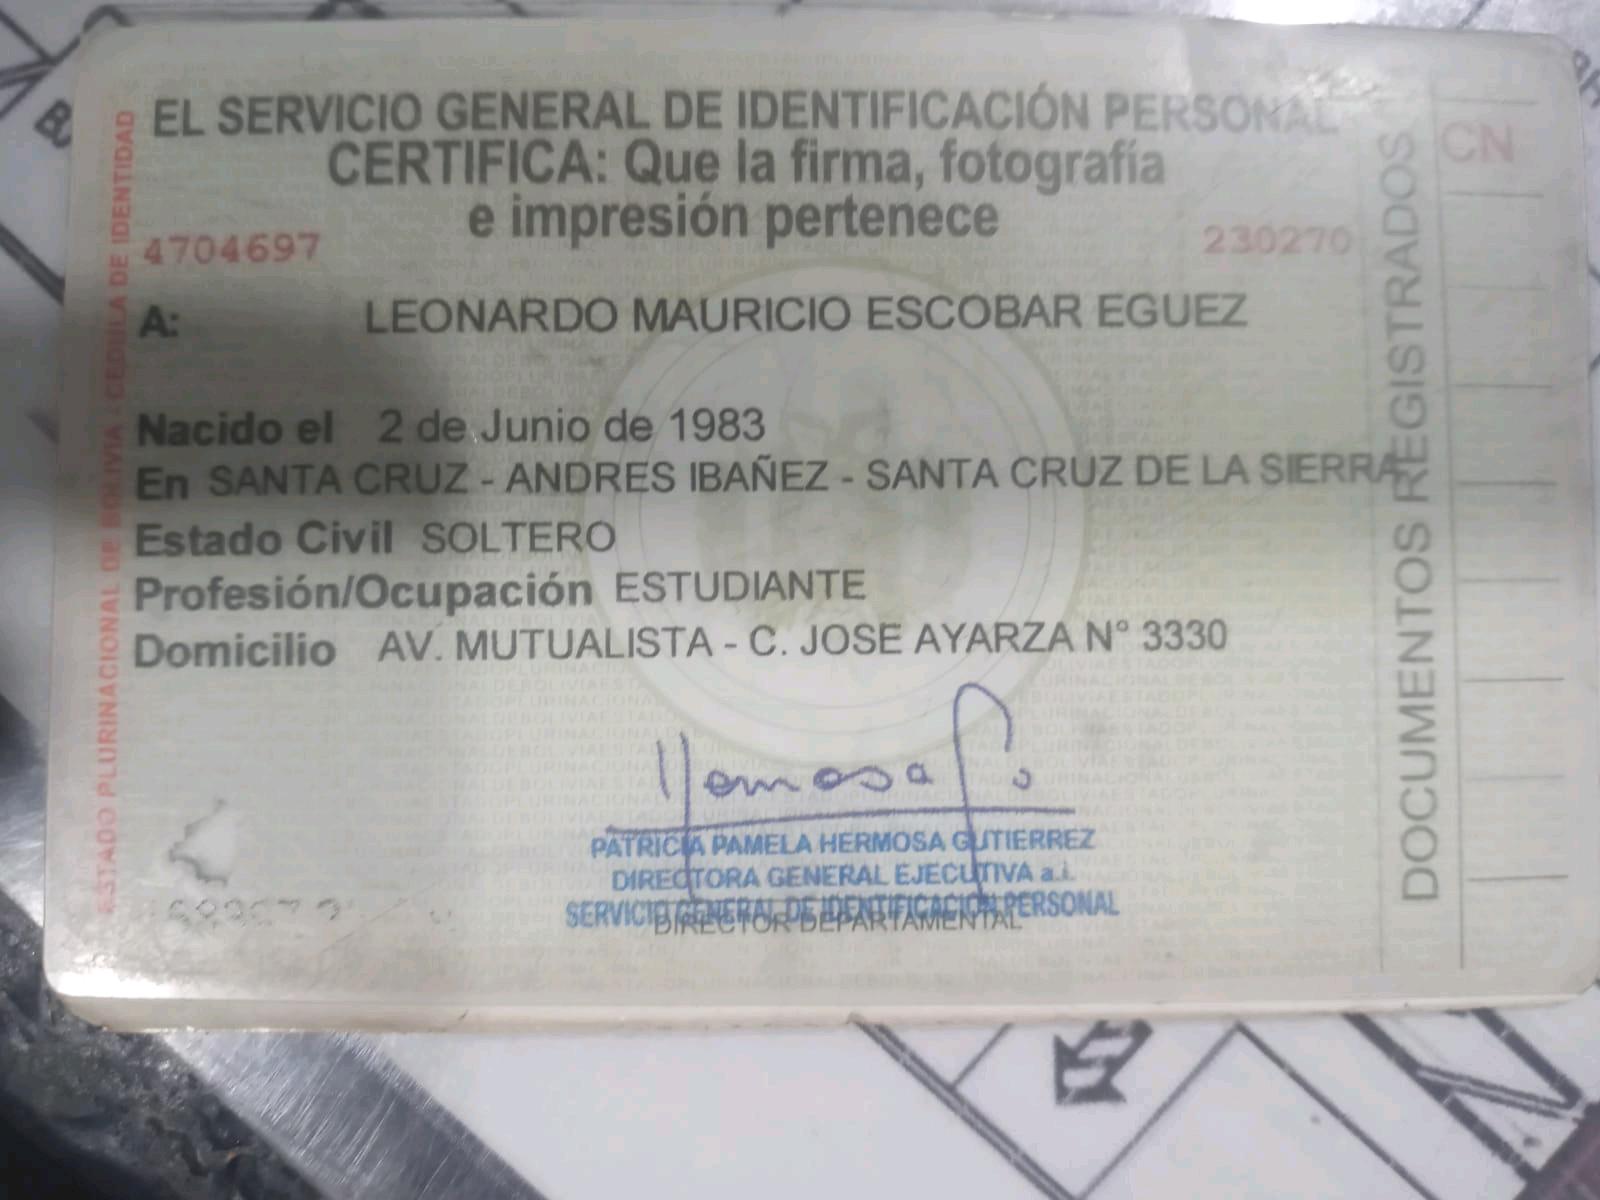 EL SERVICIO GENERAL DE IDENTIFICACIÓN PERSONAL
CERTIFICA: Que la firma, fotografía
e impresión pertenece
4704697
230270
A: LEONARDO MAURICIO ESCOBAR EGUEZ
Nacido el 2 de Junio de 1983
En SANTA CRUZ - ANDRES IBAÑEZ - SANTA CRUZ DE LA SIERRA
Estado Civil SOLTERO
Profesión/Ocupación ESTUDIANTE
Domicilio AV. MUTUALISTA - C. JOSE AYARZA N° 3330
PATRICIA PAMELA HERMOSA GUTIERREZ
DIRECTORA GENERAL EJECUTIVA a.i.
SERVICIO GENERAL DE IDENTIFICACION PERSONAL
DIRECTOR DEPARTAMENTAL
ESTADO PLURINACIONAL DE BOLIVIA - CEDULA DE IDENTIDAD
DOCUMENTOS REGISTRADOS
CN